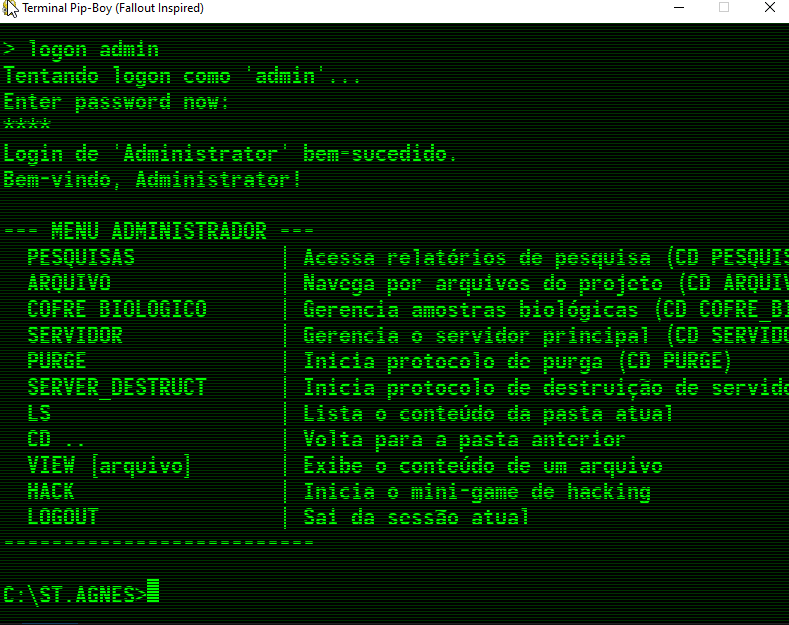 Terminal Pip-Boy (Fallout Inspired)
> logon admin
Tentando logon como 'admin'...
Enter password now:
****
Login de 'Administrator' bem-sucedido.
Bem-vindo, Administrator!
=== MENU ADMINISTRADOR ===
PESQUISAS | Acessa relatórios de pesquisa (CD PESQUIS
ARQUIVO | Navega por arquivos do projeto (CD ARQUIV
COFRE BIOLOGICO | Gerencia amostras biológicas (CD COFRE_BI
SERVIDOR | Gerencia o servidor principal (CD SERVIDO
PURGE | Inicia protocolo de purga (CD PURGE)
SERVER_DESTRUCT | Inicia protocolo de destruição de servido
LS | Lista o conteúdo da pasta atual
CD .. | Volta para a pasta anterior
VIEW [arquivo] | Exibe o conteúdo de um arquivo
HACK | Inicia o mini-game de hacking
LOGOUT | Sai da sessão atual
==========================
C:\ST.AGNES>